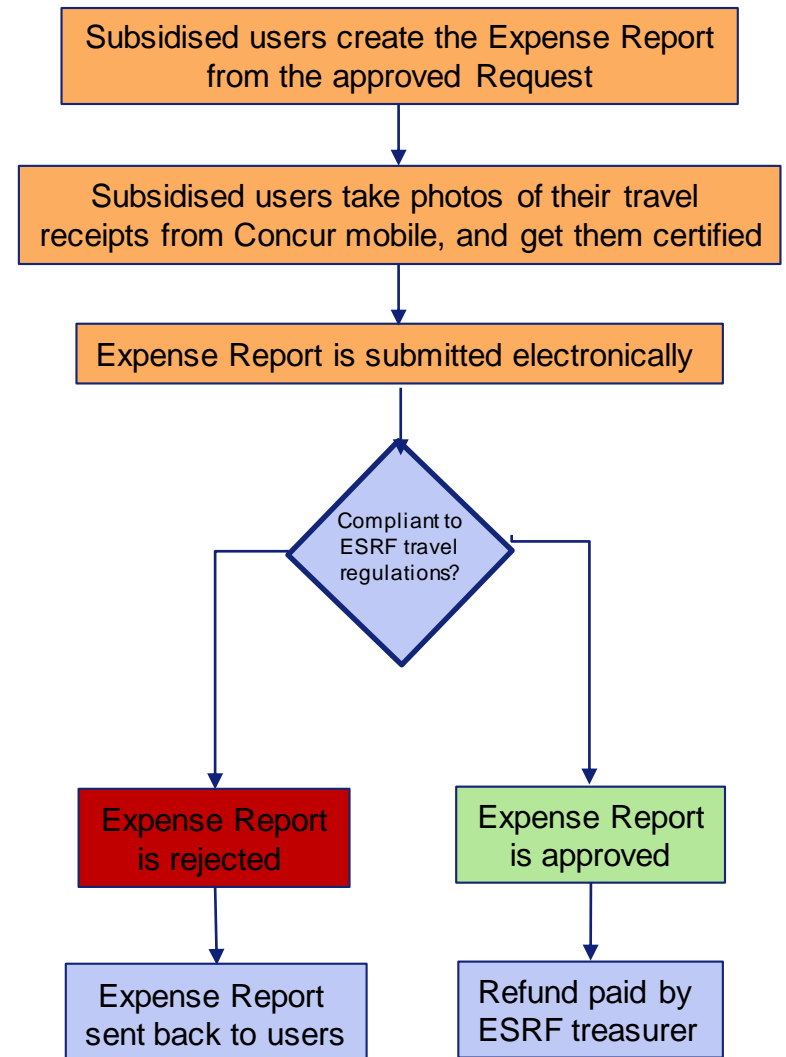 Subsidised users create the Expense Report
from the approved Request
Subsidised users take photos of their travel
receipts from Concur mobile, and get them certified
Expense Report is submitted electronically
Compliant to
ESRF travel
regulations?
Expense Report
is rejected
Expense Report
is approved
Expense Report
sent back to users
Refund paid by
ESRF treasurer